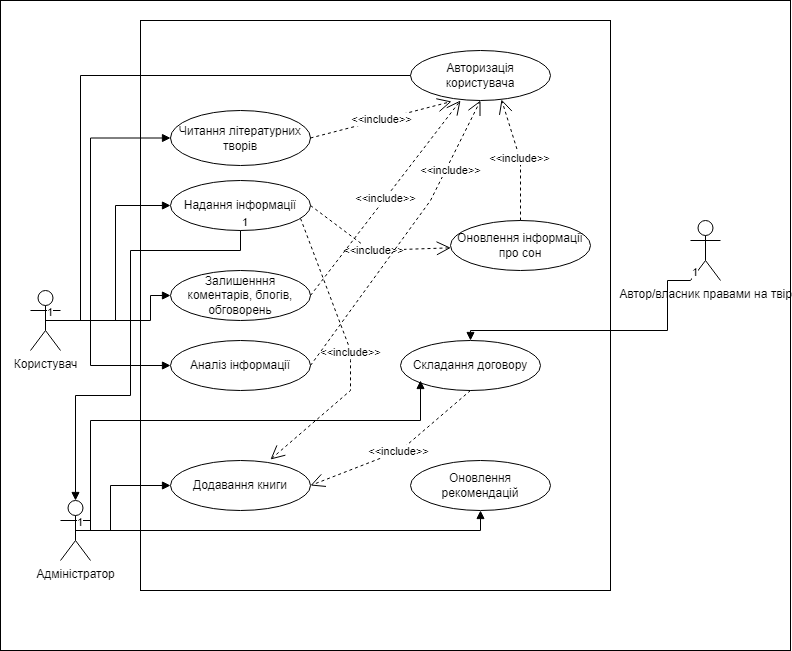 Авторизація
користувача
<<include>>
Читання літературних
творів
<<include>>
<<include>>
<<include>>
Надання інформації
1
<<include>>
Оновлення інформації
про сон
1
Автор/власник правами на твір
Залишенння
коментарів, блогів,
обговорень
1
Користувач
<<include>>
Аналіз інформації
Складання договору
<<include>>
Додавання книги
Оновлення
рекомендацій
1
Адміністратор